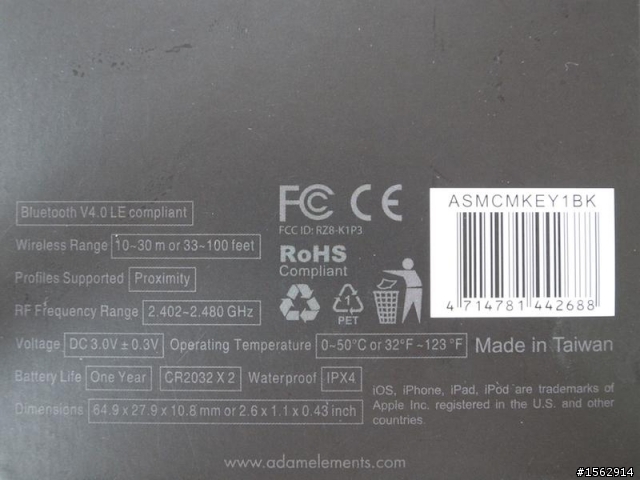 Bluetooth V4.0 LE compliant
Wireless Range 10~30 m or 33~100 feet
Profiles Supported Proximity
RF Frequency Range 2.402~2.480 GHz
Voltage DC 3.0V ± 0.3V Operating Temperature 0~50°C or 32°F ~123 °F
Battery Life One Year CR2032 X 2 Waterproof IPX4
Dimensions 64.9 x 27.9 x 10.8 mm or 2.6 x 1.1 x 0.43 inch
FC CE
FCC ID: RZ8-K1P3
RoHS
Compliant
1
PET
ASMCMKEY1BK
4 714781 442688
Made in Taiwan
iOS, iPhone, iPad, iPod are trademarks of
Apple Inc. registered in the U.S. and other
countries.
www.adamelements.com
#1562914